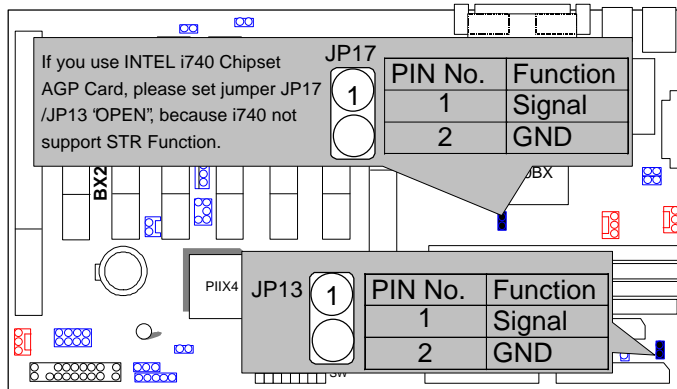 If you use INTEL i740 Chipset
AGP Card, please set jumper JP17
/JP13 “OPEN”, because i740 not
support STR Function.
JP17
1
PIN No. Function
1 Signal
2 GND
BX2
0BX
PIIX4
JP13
1
PIN No. Function
1 Signal
2 GND
SW